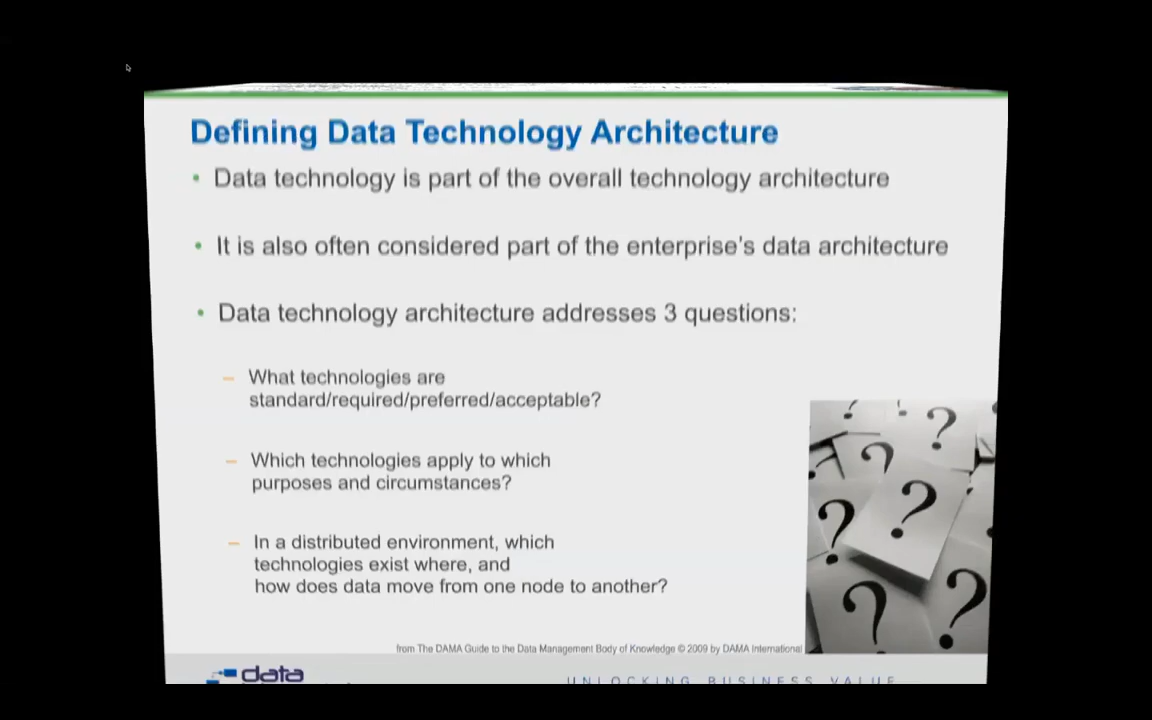 Defining Data Technology Architecture
• Data technology is part of the overall technology architecture
• It is also often considered part of the enterprise's data architecture
• Data technology architecture addresses 3 questions:
– What technologies are
standard/required/preferred/acceptable?
– Which technologies apply to which
purposes and circumstances?
– In a distributed environment, which
technologies exist where, and
how does data move from one node to another?
? ? ? ? ? ? ?
from The DAMA Guide to the Data Management Body of Knowledge © 2009 by DAMA International
data
UNLOCKING BUSINESS VALUE